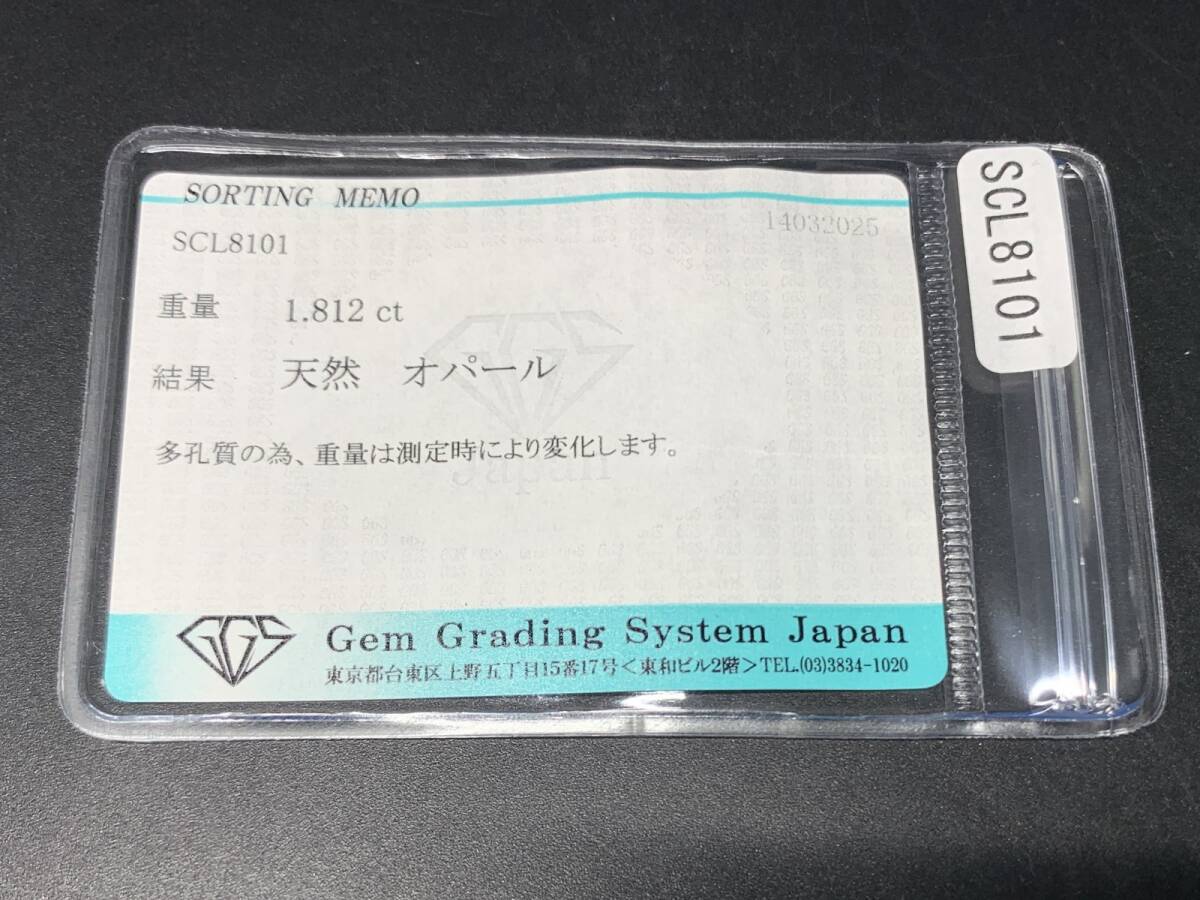 SORTING MEMO
14032025
SCL8101
重量 1.812 ct
結果 天然 オパール
多孔質の為、重量は測定時により変化します。
GGS Gem Grading System Japan
東京都台東区上野五丁目15番17号＜東和ビル2階＞TEL.(03)3834-1020
SCL8101